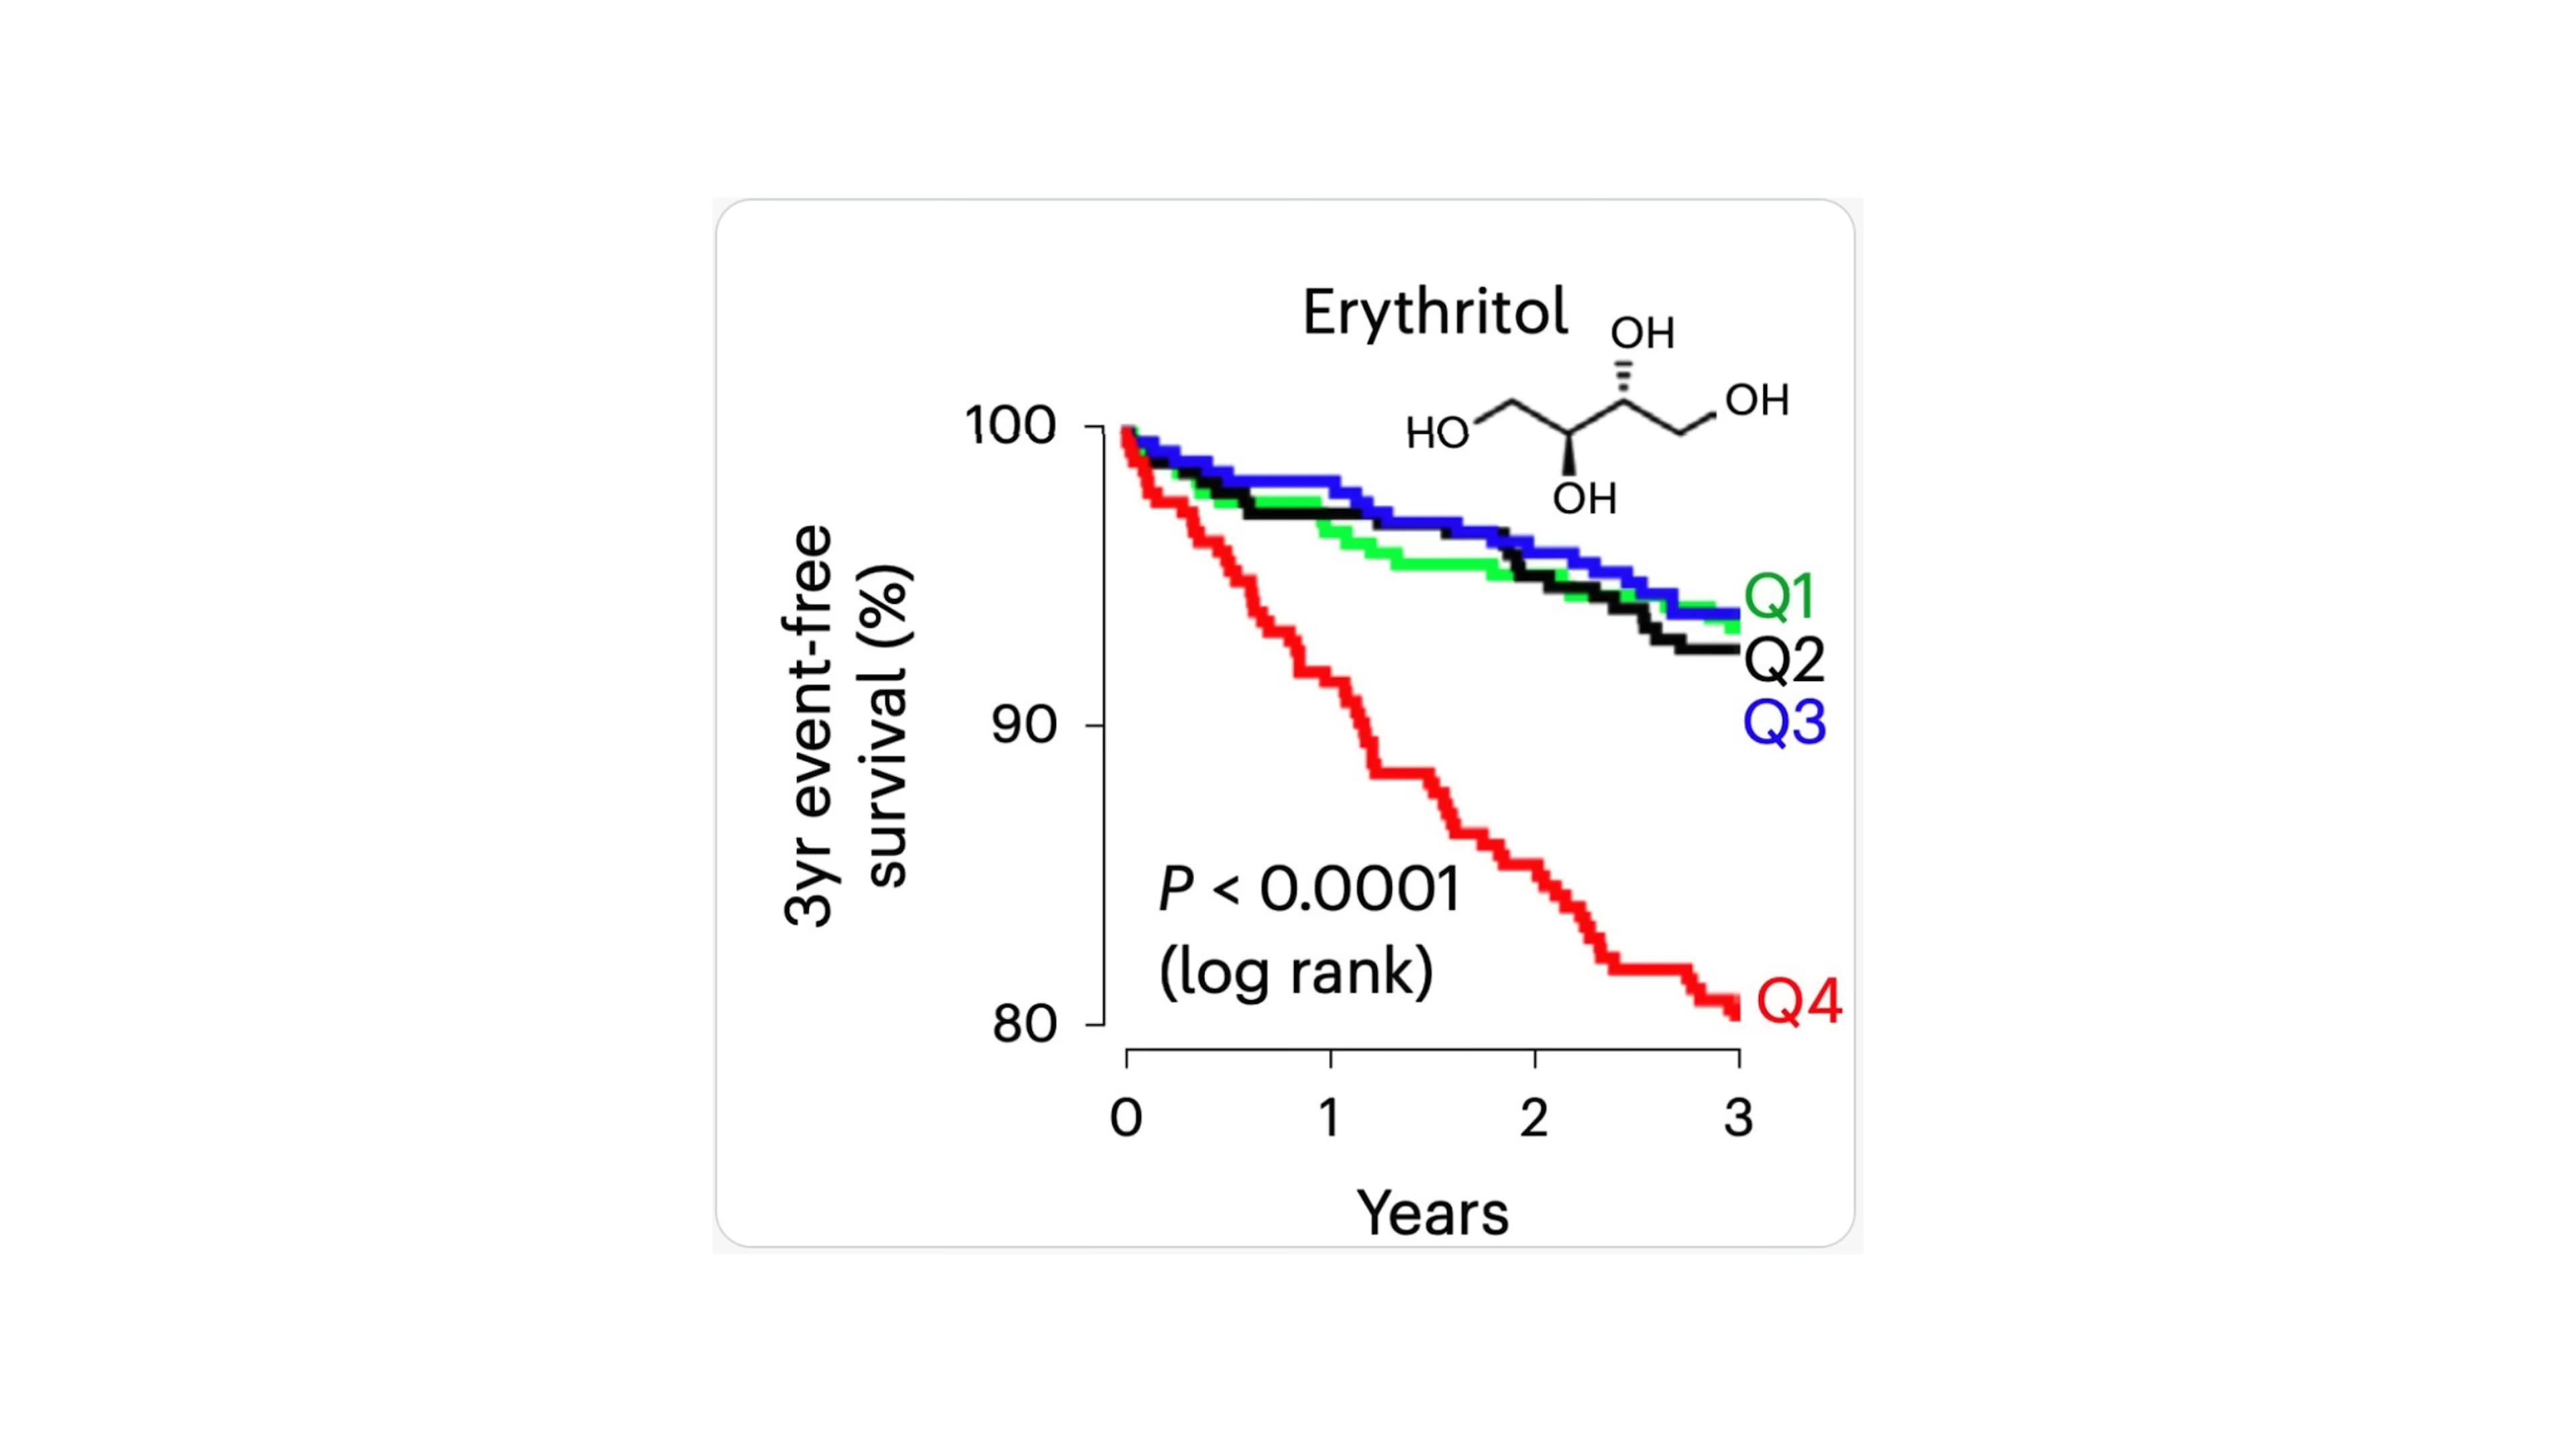 Erythritol
OH
OH
HO
OH
100
90
80
3yr event-free
survival (%)
Q1
Q2
Q3
Q4
P < 0.0001
(log rank)
0 1 2 3
Years